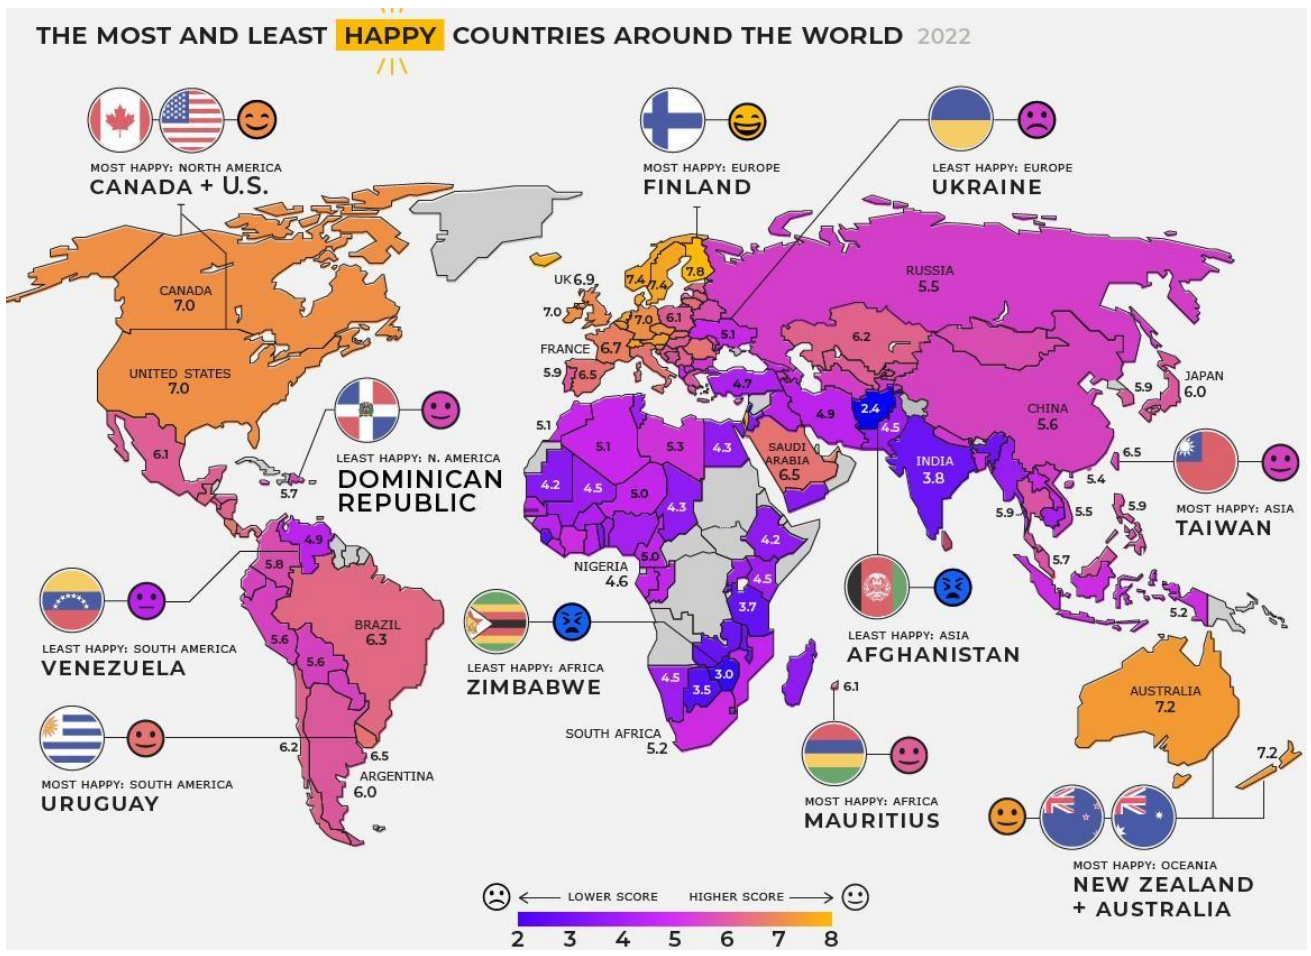 THE MOST AND LEAST HAPPY COUNTRIES AROUND THE WORLD 2022
MOST HAPPY: NORTH AMERICA
CANADA + U.S.
MOST HAPPY: EUROPE
FINLAND
LEAST HAPPY: EUROPE
UKRAINE
CANADA
7.0
UNITED STATES
7.0
6.1
LEAST HAPPY: N. AMERICA
DOMINICAN
REPUBLIC
5.7
UK 6.9
7.0
7.4
7.4
7.8
7.0
6.1
5.1
FRANCE 6.7
5.9
6.5
4.7
RUSSIA
5.5
6.2
2.4
4.9
4.5
CHINA
5.6
5.9
JAPAN
6.0
INDIA
3.8
SAUDI
ARABIA
6.5
6.5
5.4
MOST HAPPY: ASIA
TAIWAN
5.9
5.5
5.9
5.7
5.2
5.1
5.1
5.3
4.3
4.2
4.5
5.0
4.3
4.2
5.0
NIGERIA
4.6
4.5
3.7
3.0
4.5
3.5
SOUTH AFRICA
5.2
6.1
LEAST HAPPY: AFRICA
ZIMBABWE
LEAST HAPPY: ASIA
AFGHANISTAN
MOST HAPPY: AFRICA
MAURITIUS
4.9
5.8
LEAST HAPPY: SOUTH AMERICA
VENEZUELA
BRAZIL
6.3
5.6
5.6
6.2
6.5
ARGENTINA
6.0
MOST HAPPY: SOUTH AMERICA
URUGUAY
AUSTRALIA
7.2
7.2
MOST HAPPY: OCEANIA
NEW ZEALAND
+ AUSTRALIA
LOWER SCORE HIGHER SCORE
2 3 4 5 6 7 8